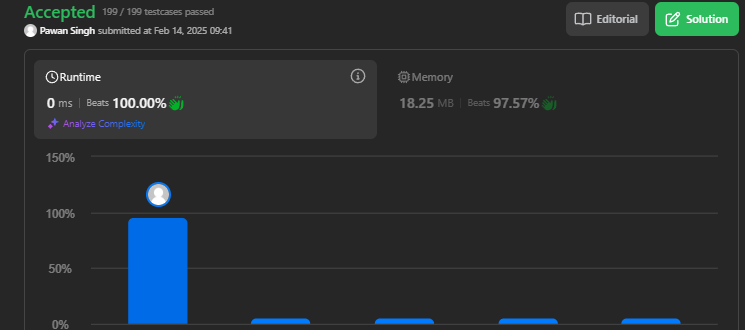 Accepted 199 / 199 testcases passed
Pawan Singh submitted at Feb 14, 2025 09:41
Editorial
Solution
Runtime
0 ms | Beats 100.00%
Analyze Complexity
Memory
18.25 MB | Beats 97.57%
150%
100%
50%
0%